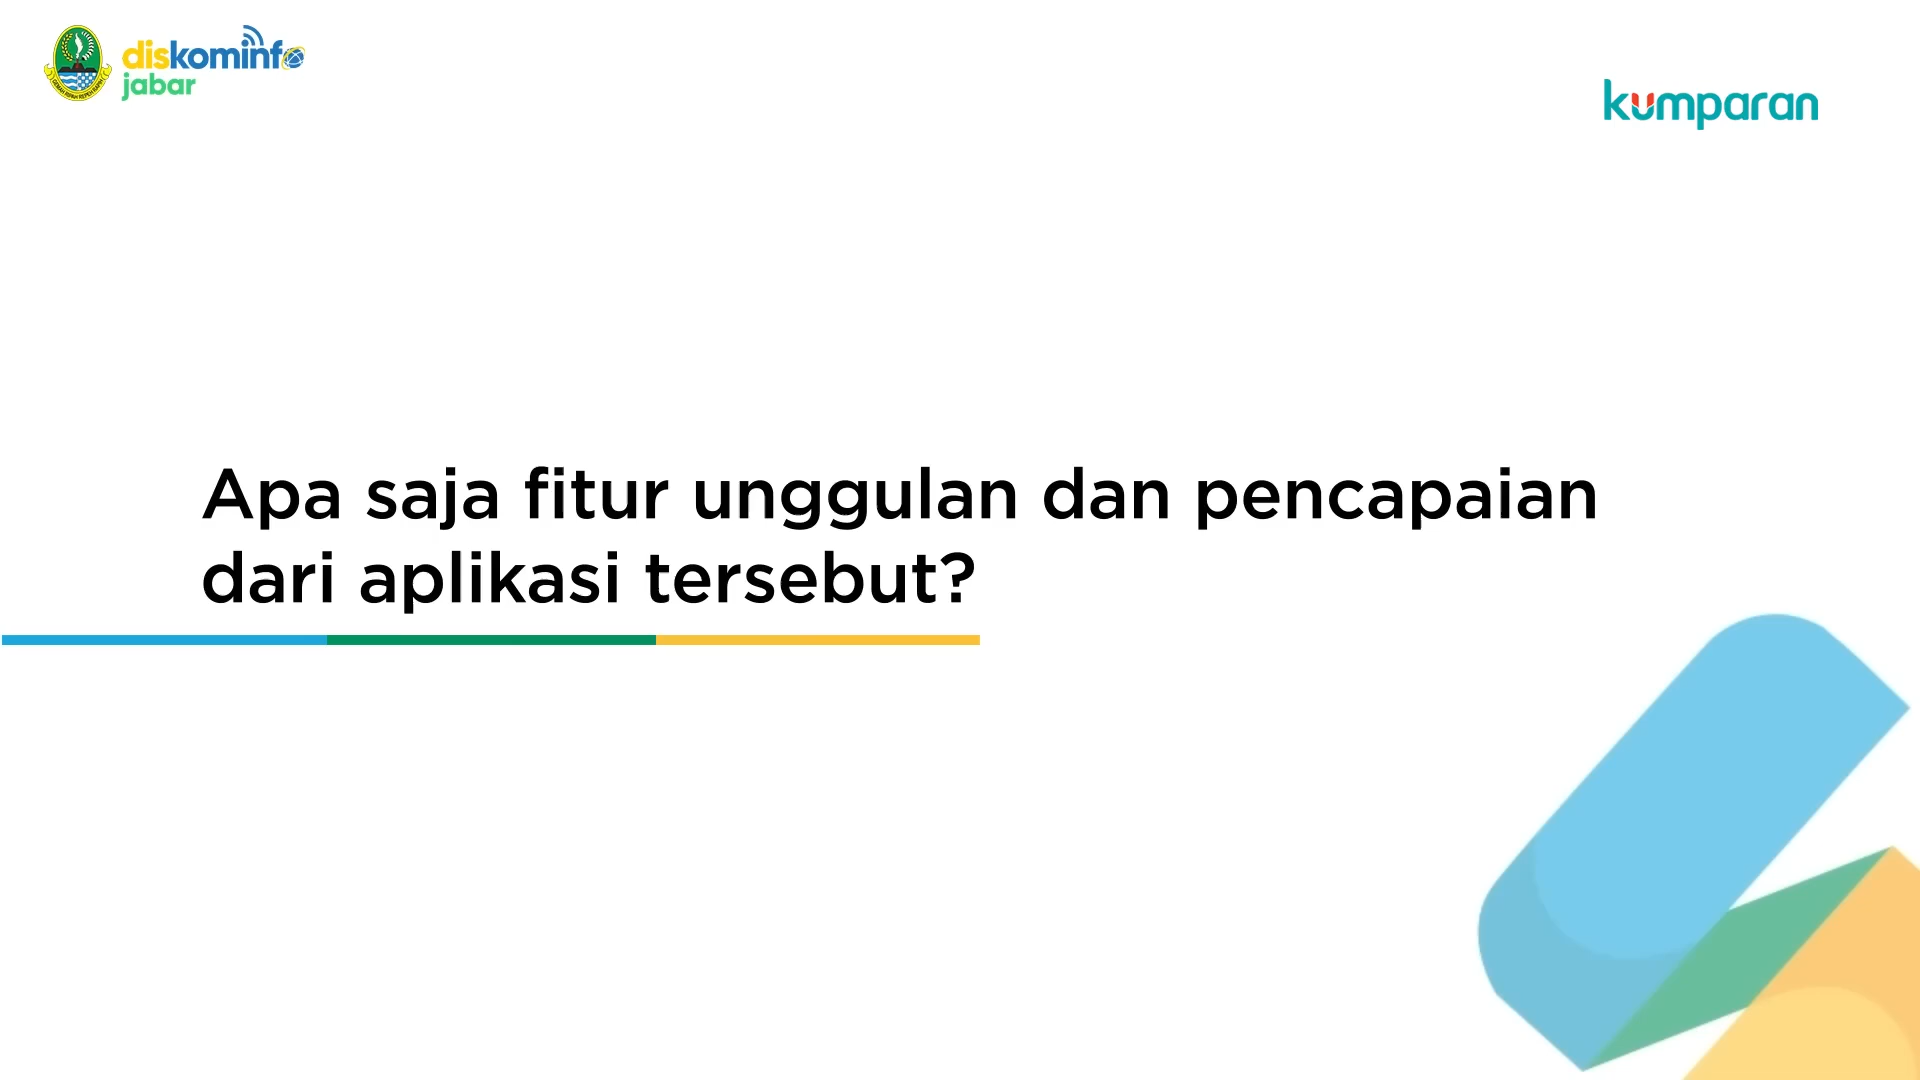 diskominfo
jabar
kumparan
Apa saja fitur unggulan dan pencapaian
dari aplikasi tersebut?